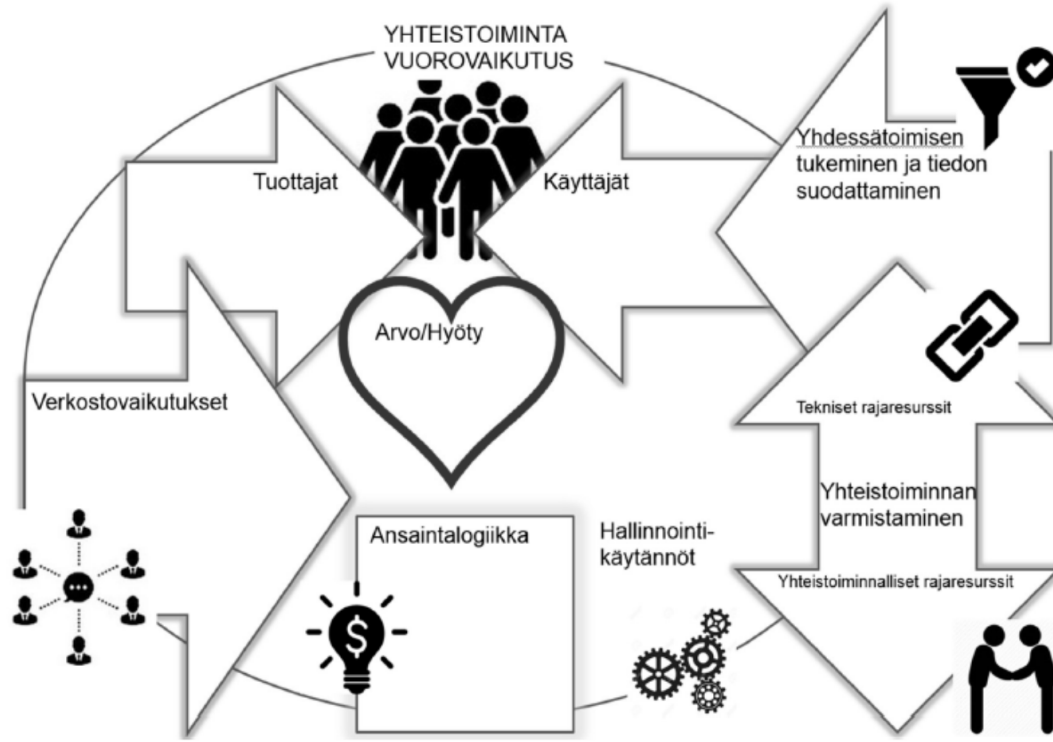 YHTEISTOIMINTA
VUOROVAIKUTUS
Tuottajat
Käyttäjät
Yhdessätoimisen
tukeminen ja tiedon
suodattaminen
Arvo/Hyöty
Verkostovaikutukset
Tekniset rajaresurssit
Yhteistoiminnan
varmistaminen
Yhteistoiminnalliset rajaresurssit
Ansaintalogiikka
Hallinnointi-
käytännöt
$